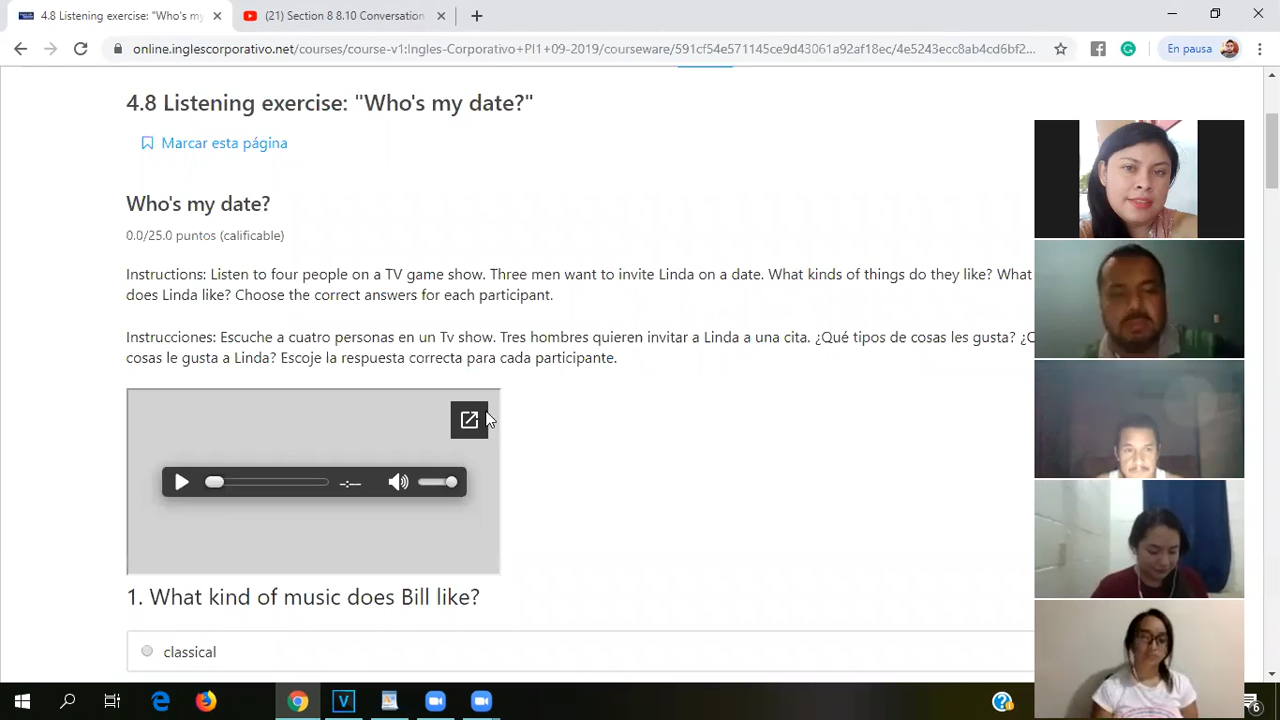 4.8 Listening exercise: "Who's my
(21) Section 8 8.10 Conversation
online.inglescorporativo.net/courses/course-v1:Ingles-Corporativo+PI1+09-2019/courseware/591cf54e571145ce9d43061a92af18ec/4e5243ecc8ab4cd6bf2...
En pausa
4.8 Listening exercise: "Who's my date?"
Marcar esta página
Who's my date?
0.0/25.0 puntos (calificable)
Instructions: Listen to four people on a TV game show. Three men want to invite Linda on a date. What kinds of things do they like? What
does Linda like? Choose the correct answers for each participant.
Instrucciones: Escuche a cuatro personas en un Tv show. Tres hombres quieren invitar a Linda a una cita. ¿Qué tipos de cosas les gusta?
cosas le gusta a Linda? Escoje la respuesta correcta para cada participante.
-:--
1. What kind of music does Bill like?
classical
6